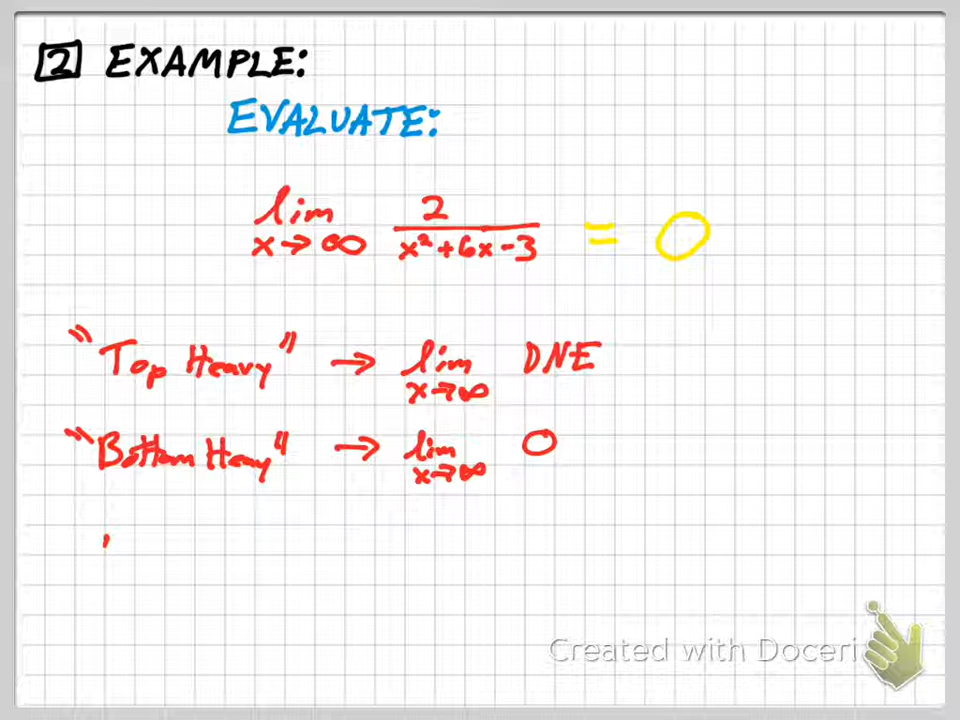 2 EXAMPLE:
EVALUATE:
lim x→∞ 2/(x²+6x-3) = 0
"Top Heavy" → lim x→∞ DNE
"Bottom Heavy" → lim x→∞ 0
Created with Doceri